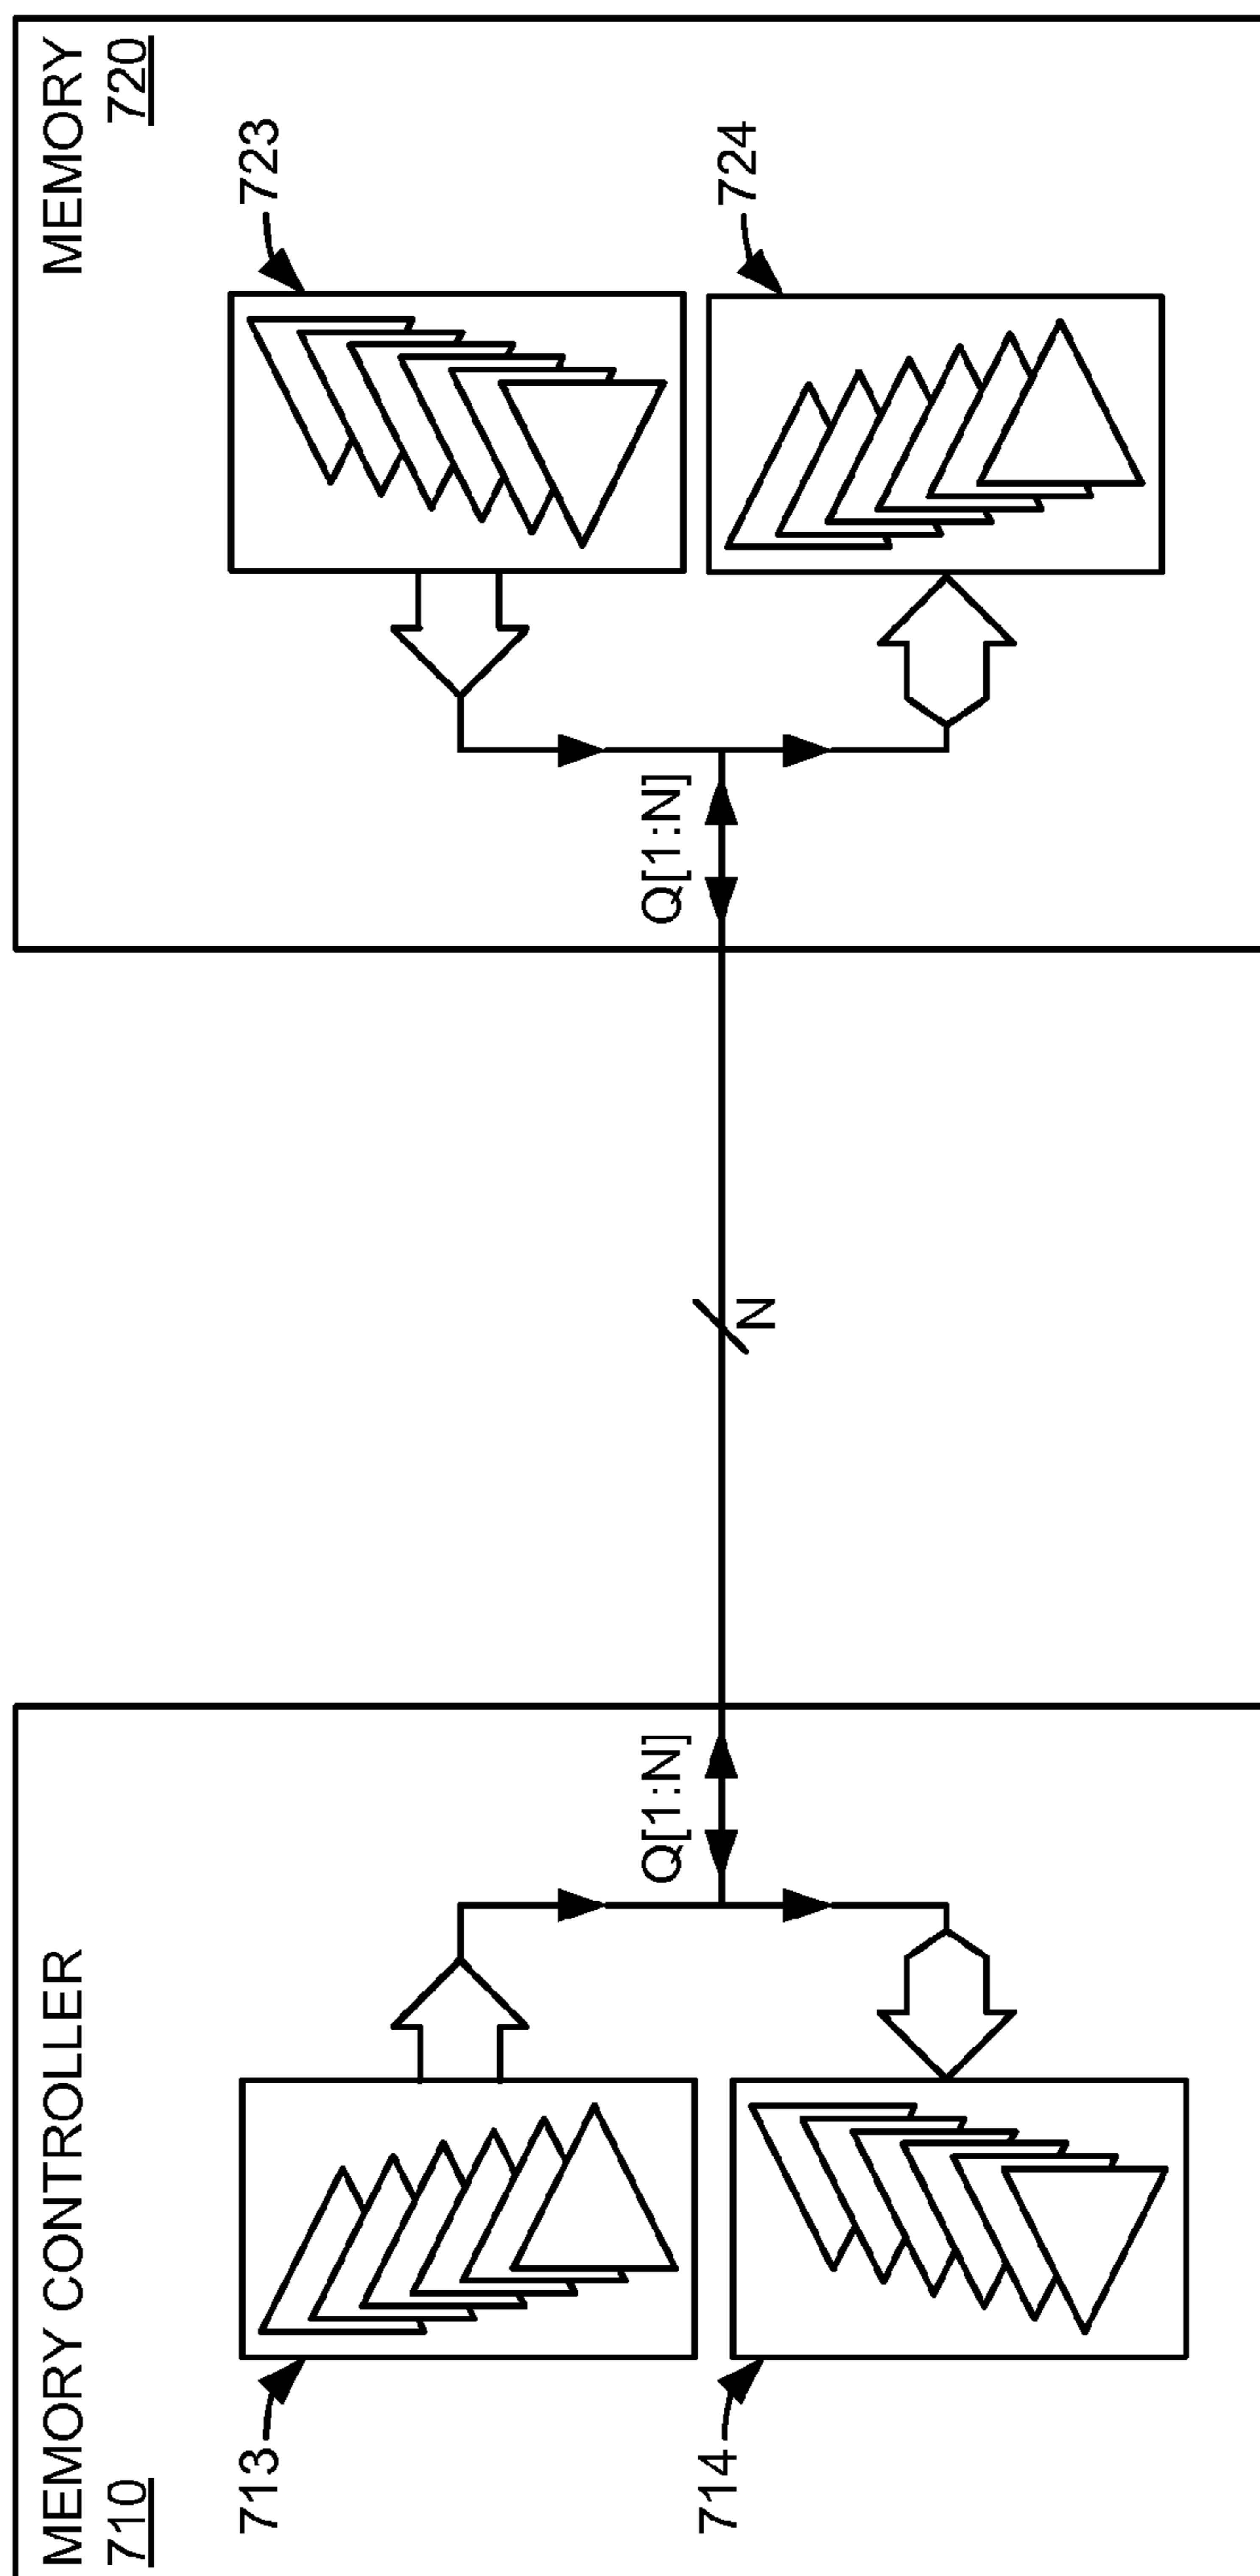 MEMORY CONTROLLER
710
MEMORY
720
713
723
Q[1:N]
N
Q[1:N]
714
724